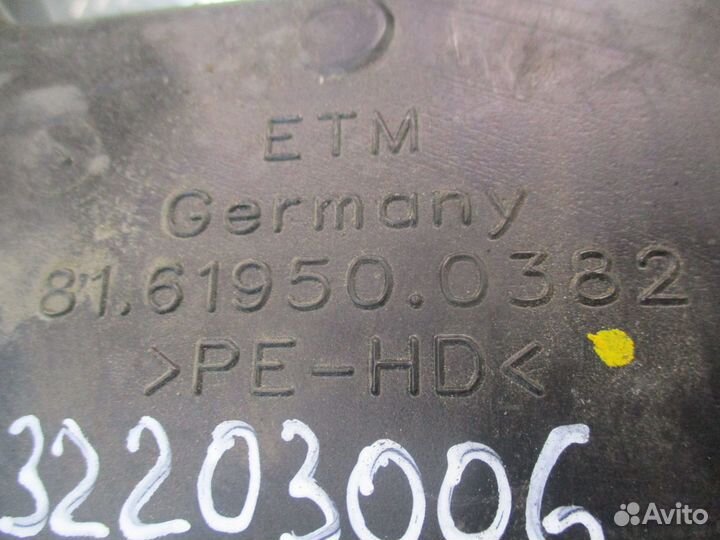 ETM
Germany
81.61950.0382
>PE-HD<
32203006
Avito